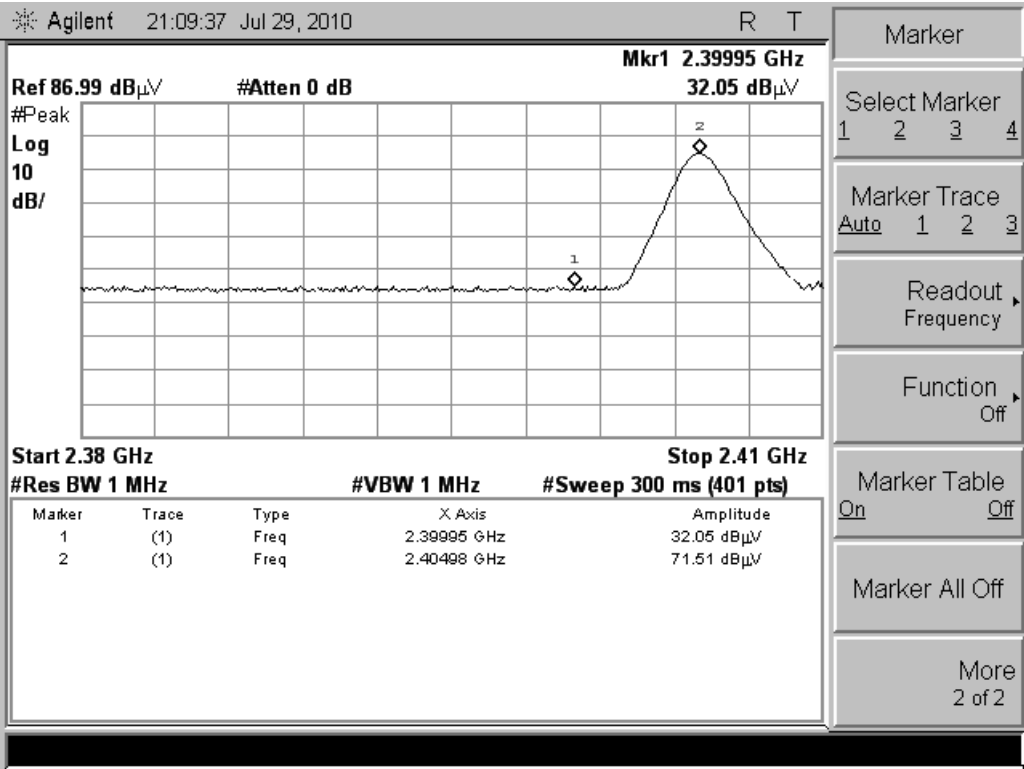 Agilent 21:09:37 Jul 29, 2010 R T
Mkr1 2.39995 GHz
Ref 86.99 dBµV #Atten 0 dB 32.05 dBµV
#Peak
Log
10
dB/
1
2
Start 2.38 GHz Stop 2.41 GHz
#Res BW 1 MHz #VBW 1 MHz #Sweep 300 ms (401 pts)
Marker Trace Type X Axis Amplitude
1 (1) Freq 2.39995 GHz 32.05 dBµV
2 (1) Freq 2.40498 GHz 71.51 dBµV
Marker
Select Marker
1 2 3 4
Marker Trace
Auto 1 2 3
Readout
Frequency
Function
Off
Marker Table
On Off
Marker All Off
More
2 of 2